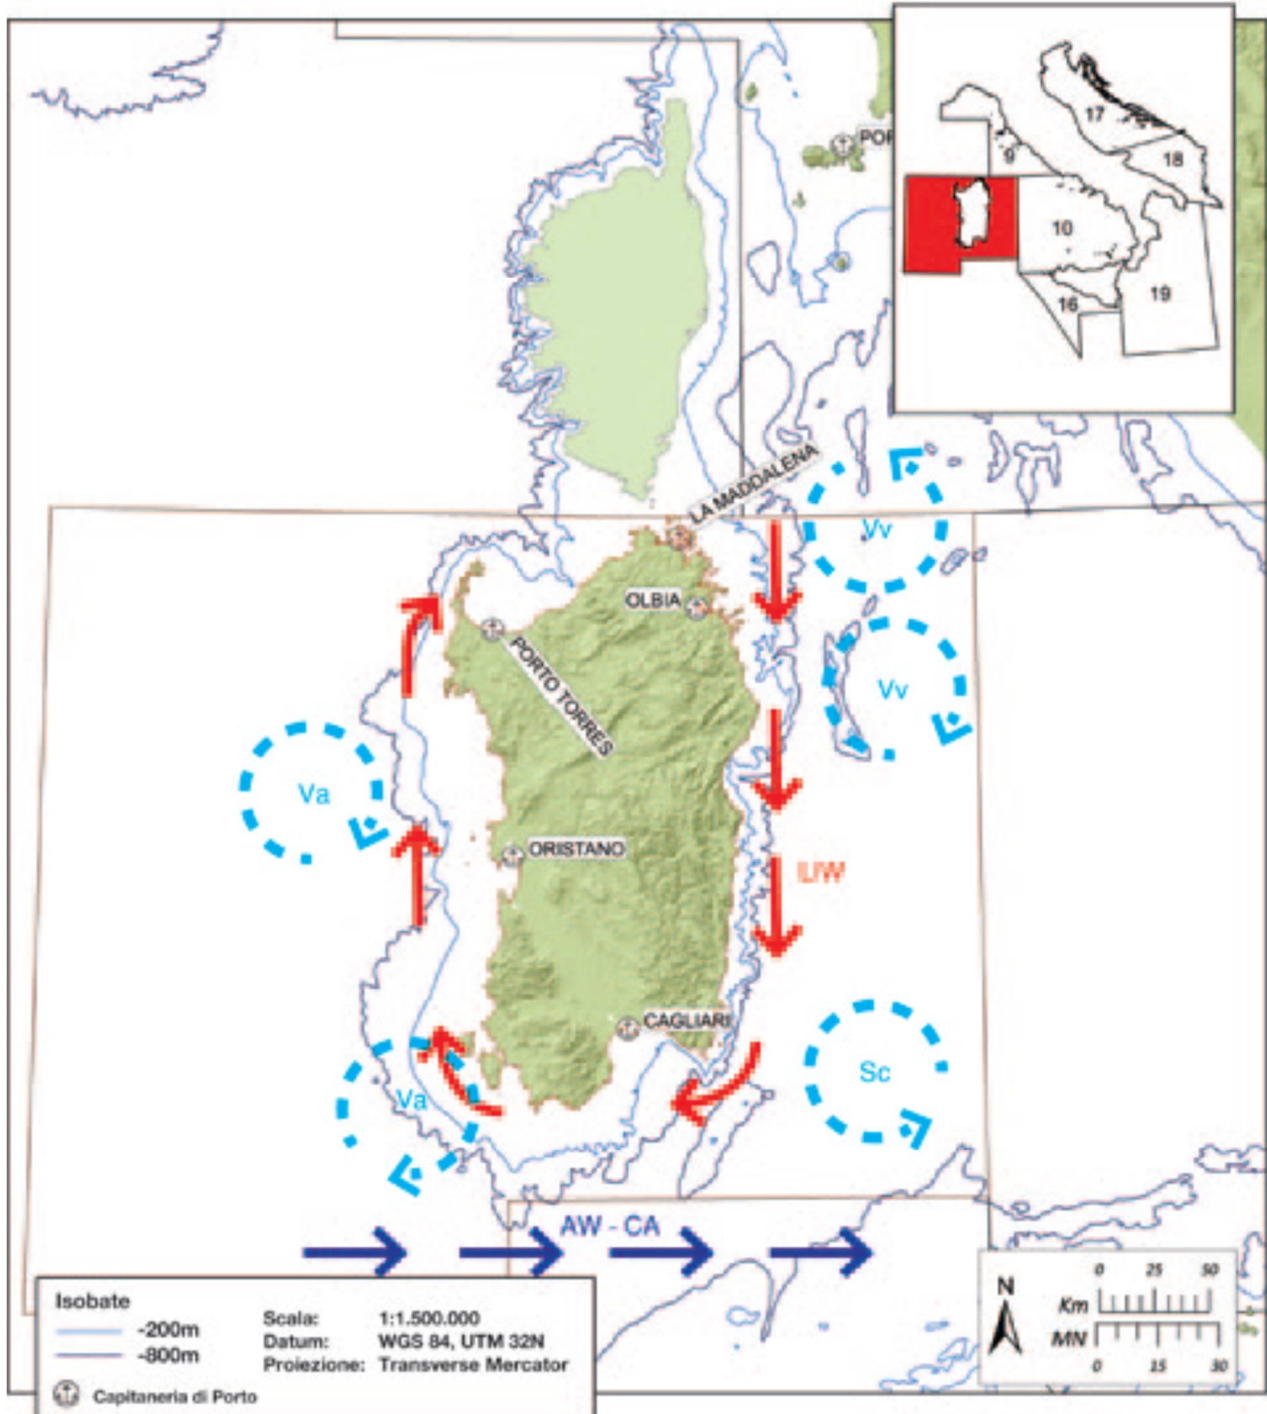 17
18
9
10
19
16
LA MADDALENA
Vv
OLBIA
PORTO TORRES
Vv
Va
ORISTANO
CAGLIARI
Sc
Va
AW - CA
Isobate
-200m
-800m
Scala: 1:1.500.000
Datum: WGS 84, UTM 32N
Proiezione: Transverse Mercator
Capitaneria di Porto
N
0 25 50
Km
MN
0 15 30